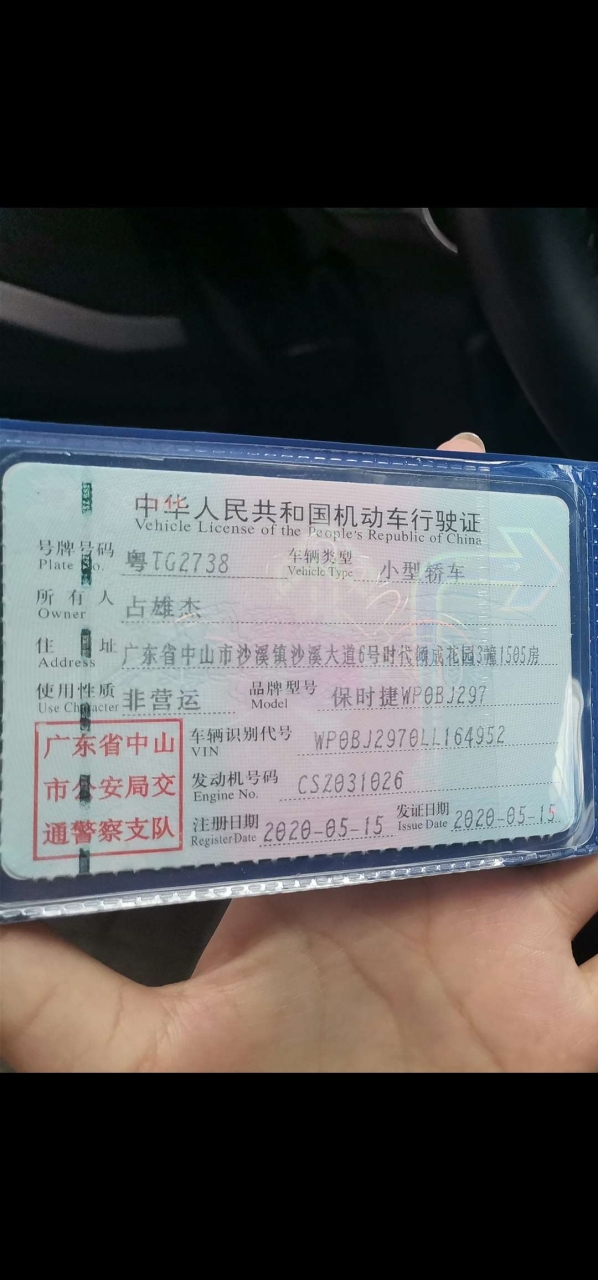 中华人民共和国机动车行驶证
Vehicle License of the People's Republic of China
号牌号码 Plate No. 粤TG2738 车辆类型 Vehicle Type 小型轿车
所有人 Owner 占雄杰
住址 Address 广东省中山市沙溪镇沙溪大道6号时代倾成花园3幢1505房
使用性质 Use Character 非营运 品牌型号 Model 保时捷WP0BJ297
车辆识别代号 VIN WP0BJ2970LL164952
发动机号码 Engine No. CSZ031026
注册日期 Register Date 2020-05-15 发证日期 Issue Date 2020-05-15
广东省中山
市公安局交
通警察支队